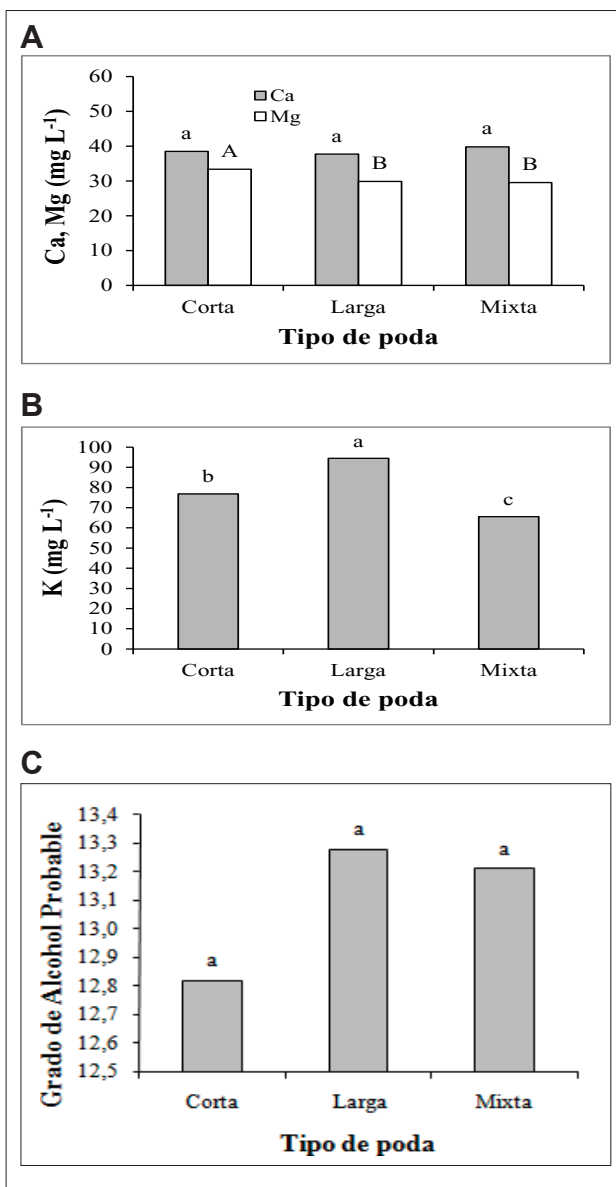 A
Ca, Mg (mg L-1)
60
50
40
30
20
10
0
Ca
Mg
a
A
a
B
a
B
Corta Larga Mixta
Tipo de poda
B
K (mg L-1)
100
90
80
70
60
50
40
30
20
10
0
b
a
c
Corta Larga Mixta
Tipo de poda
C
Grado de Alcohol Probable
13,4
13,3
13,2
13,1
13,0
12,9
12,8
12,7
12,6
12,5
a
a
a
Corta Larga Mixta
Tipo de poda